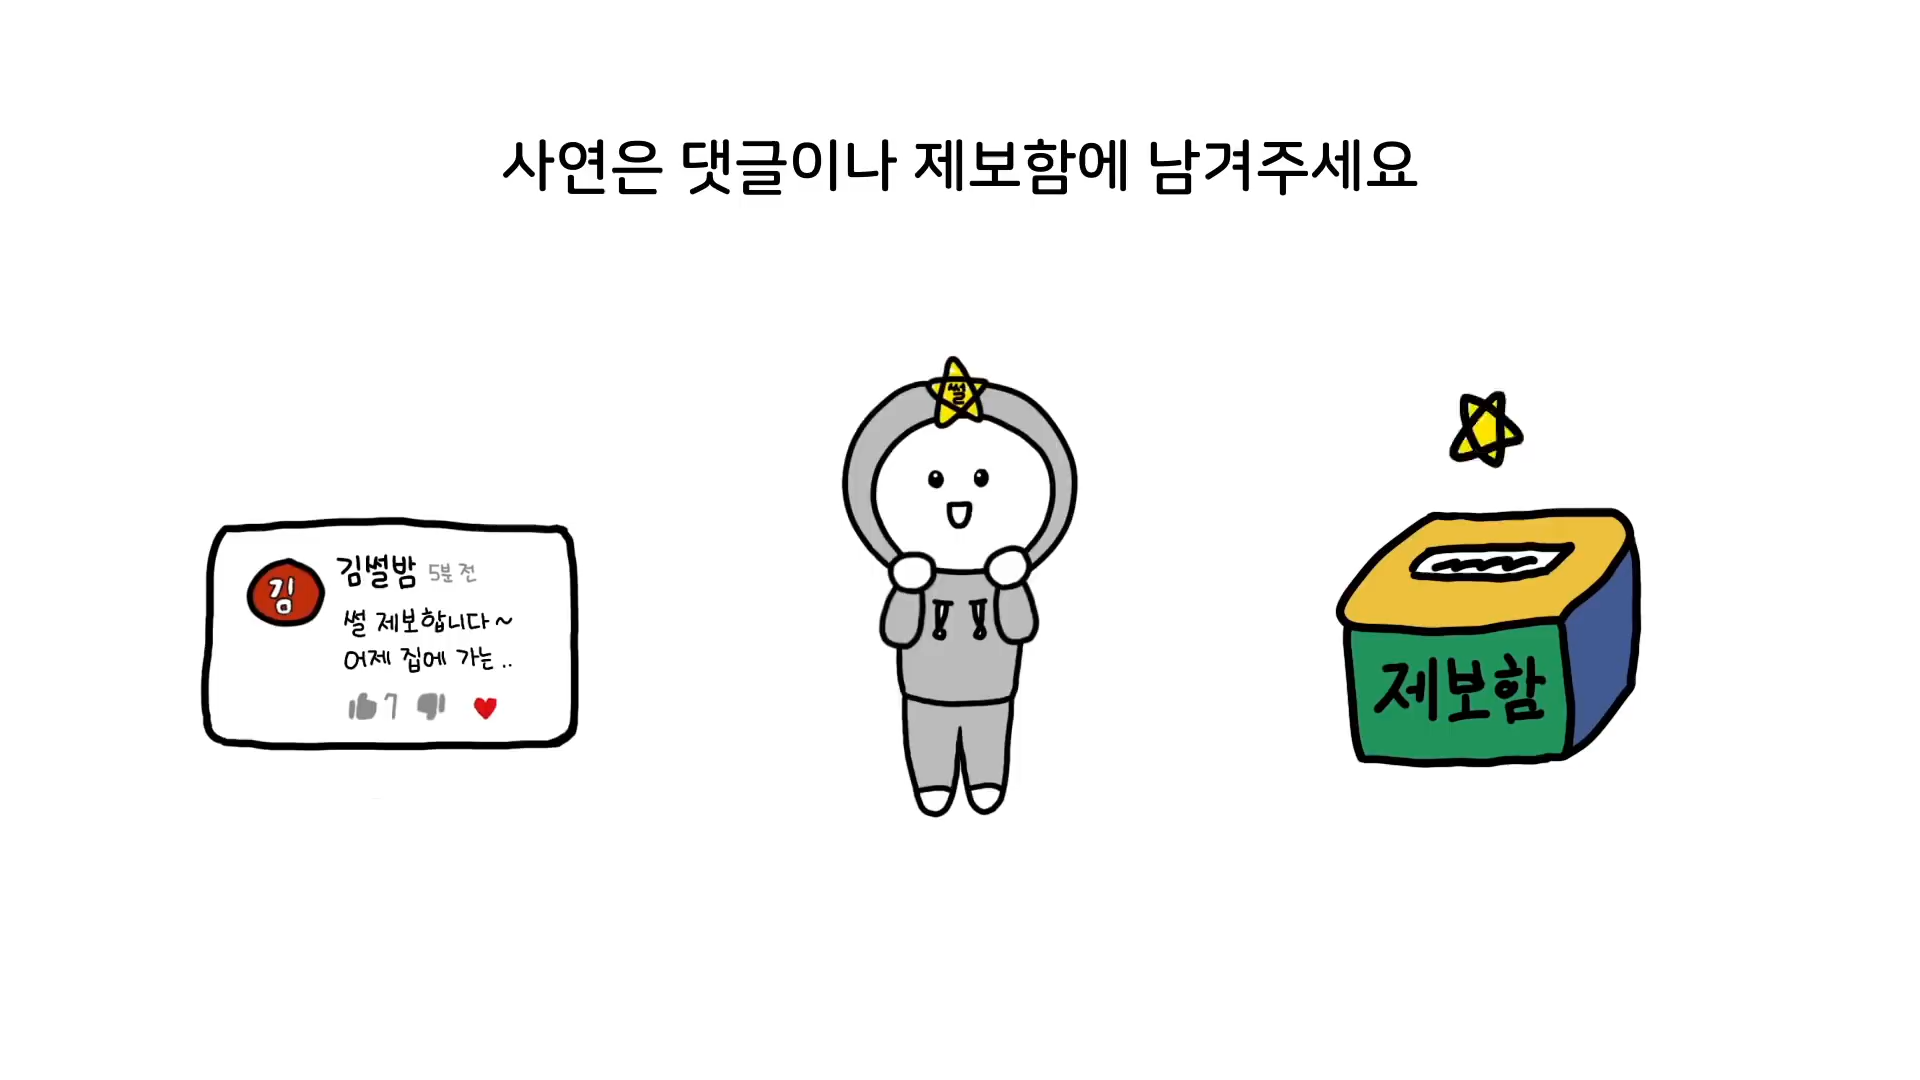 사연은 댓글이나 제보함에 남겨주세요
썰
김
김썰밤 5분 전
썰 제보합니다~
어제 집에 가는..
7
제보함